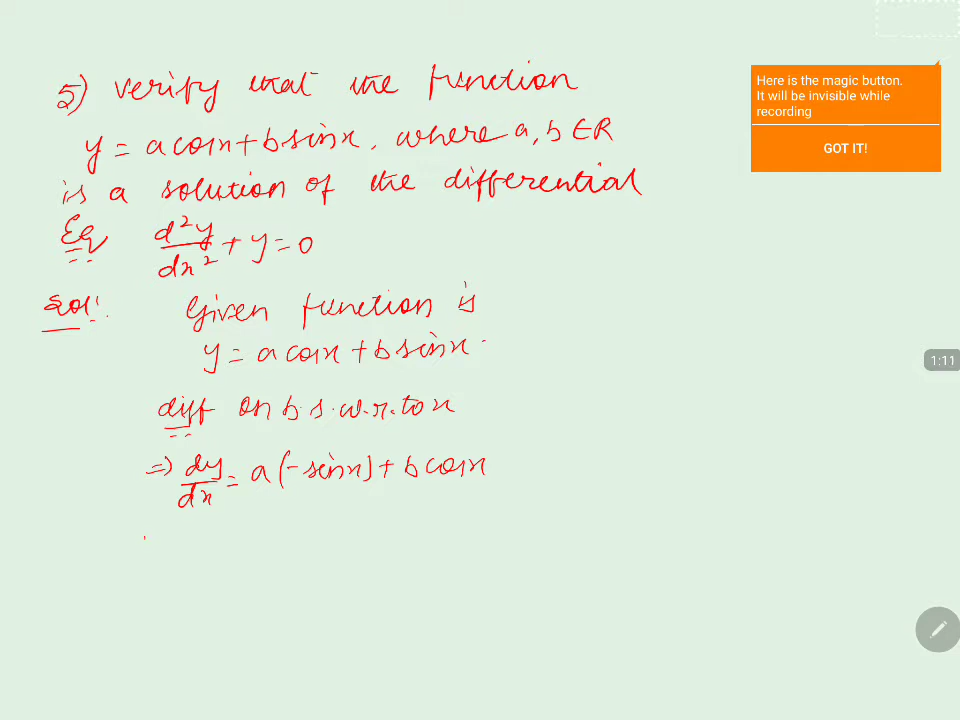 5) Verify that the function
y = a cosx + b sinx, where a, b ∈ R
is a solution of the differential
Eq d²y/dx² + y = 0
Sol:
Given function is
y = a cosx + b sinx.
diff on b.s.w.r.to x
⇒ dy/dx = a(-sinx) + b cosx
Here is the magic button.
It will be invisible while
recording
GOT IT!
1:11